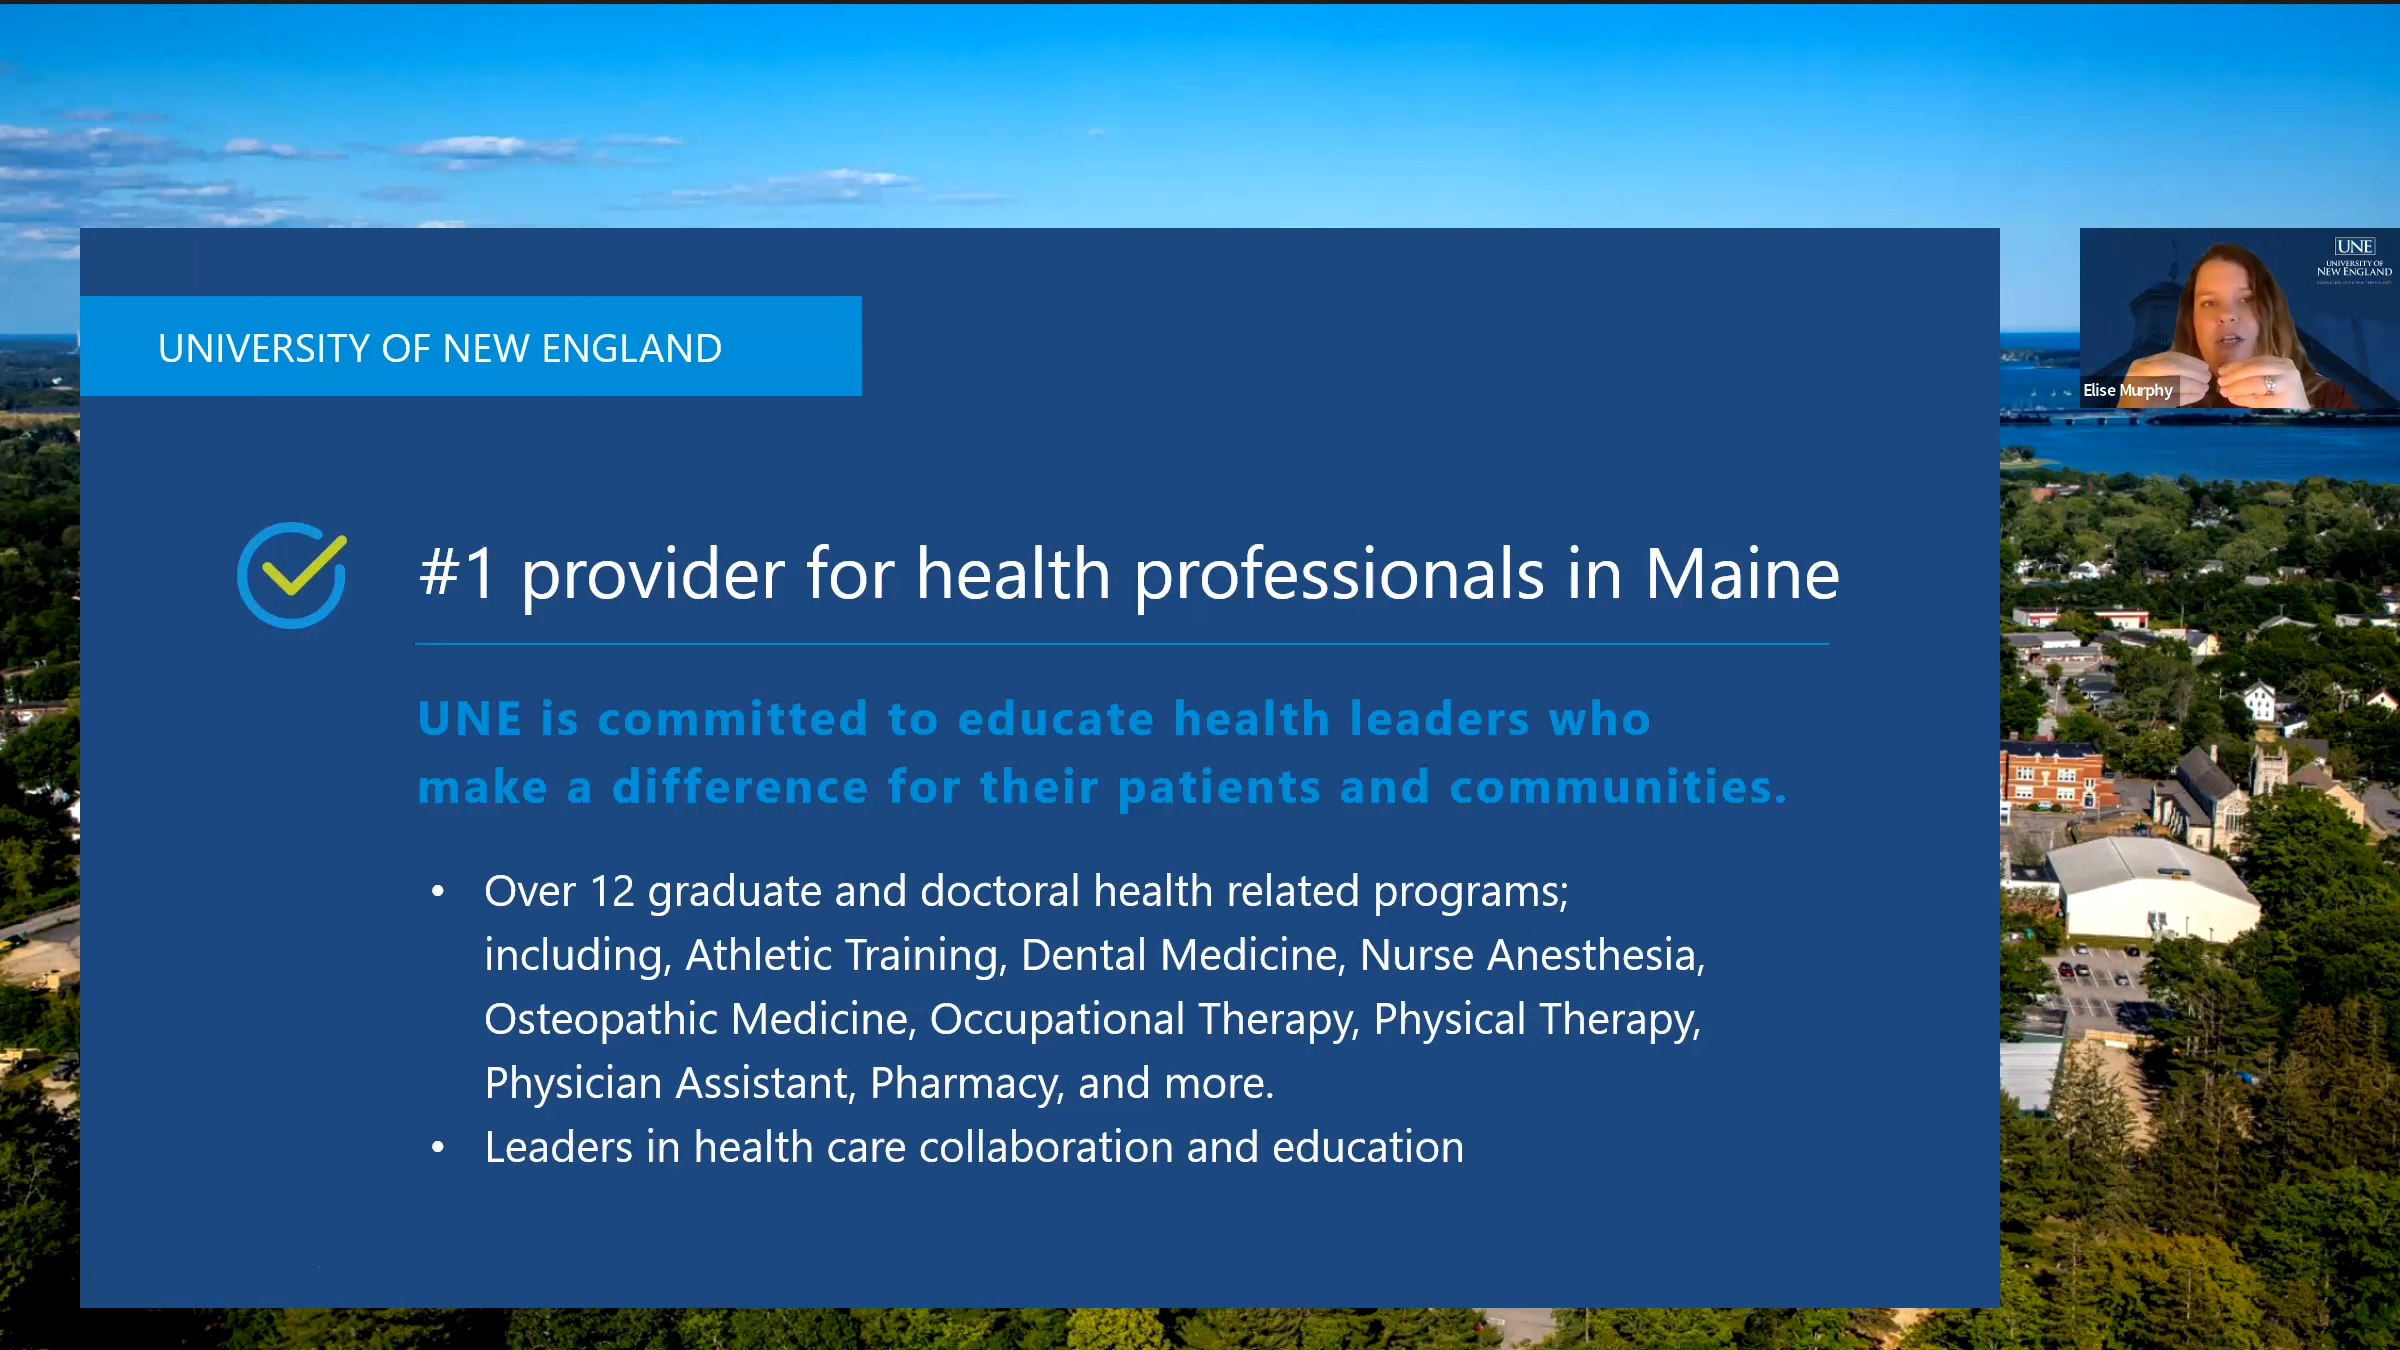 UNIVERSITY OF NEW ENGLAND
#1 provider for health professionals in Maine
UNE is committed to educate health leaders who
make a difference for their patients and communities.
• Over 12 graduate and doctoral health related programs;
including, Athletic Training, Dental Medicine, Nurse Anesthesia,
Osteopathic Medicine, Occupational Therapy, Physical Therapy,
Physician Assistant, Pharmacy, and more.
• Leaders in health care collaboration and education
UNE
UNIVERSITY OF
NEW ENGLAND
Elise Murphy